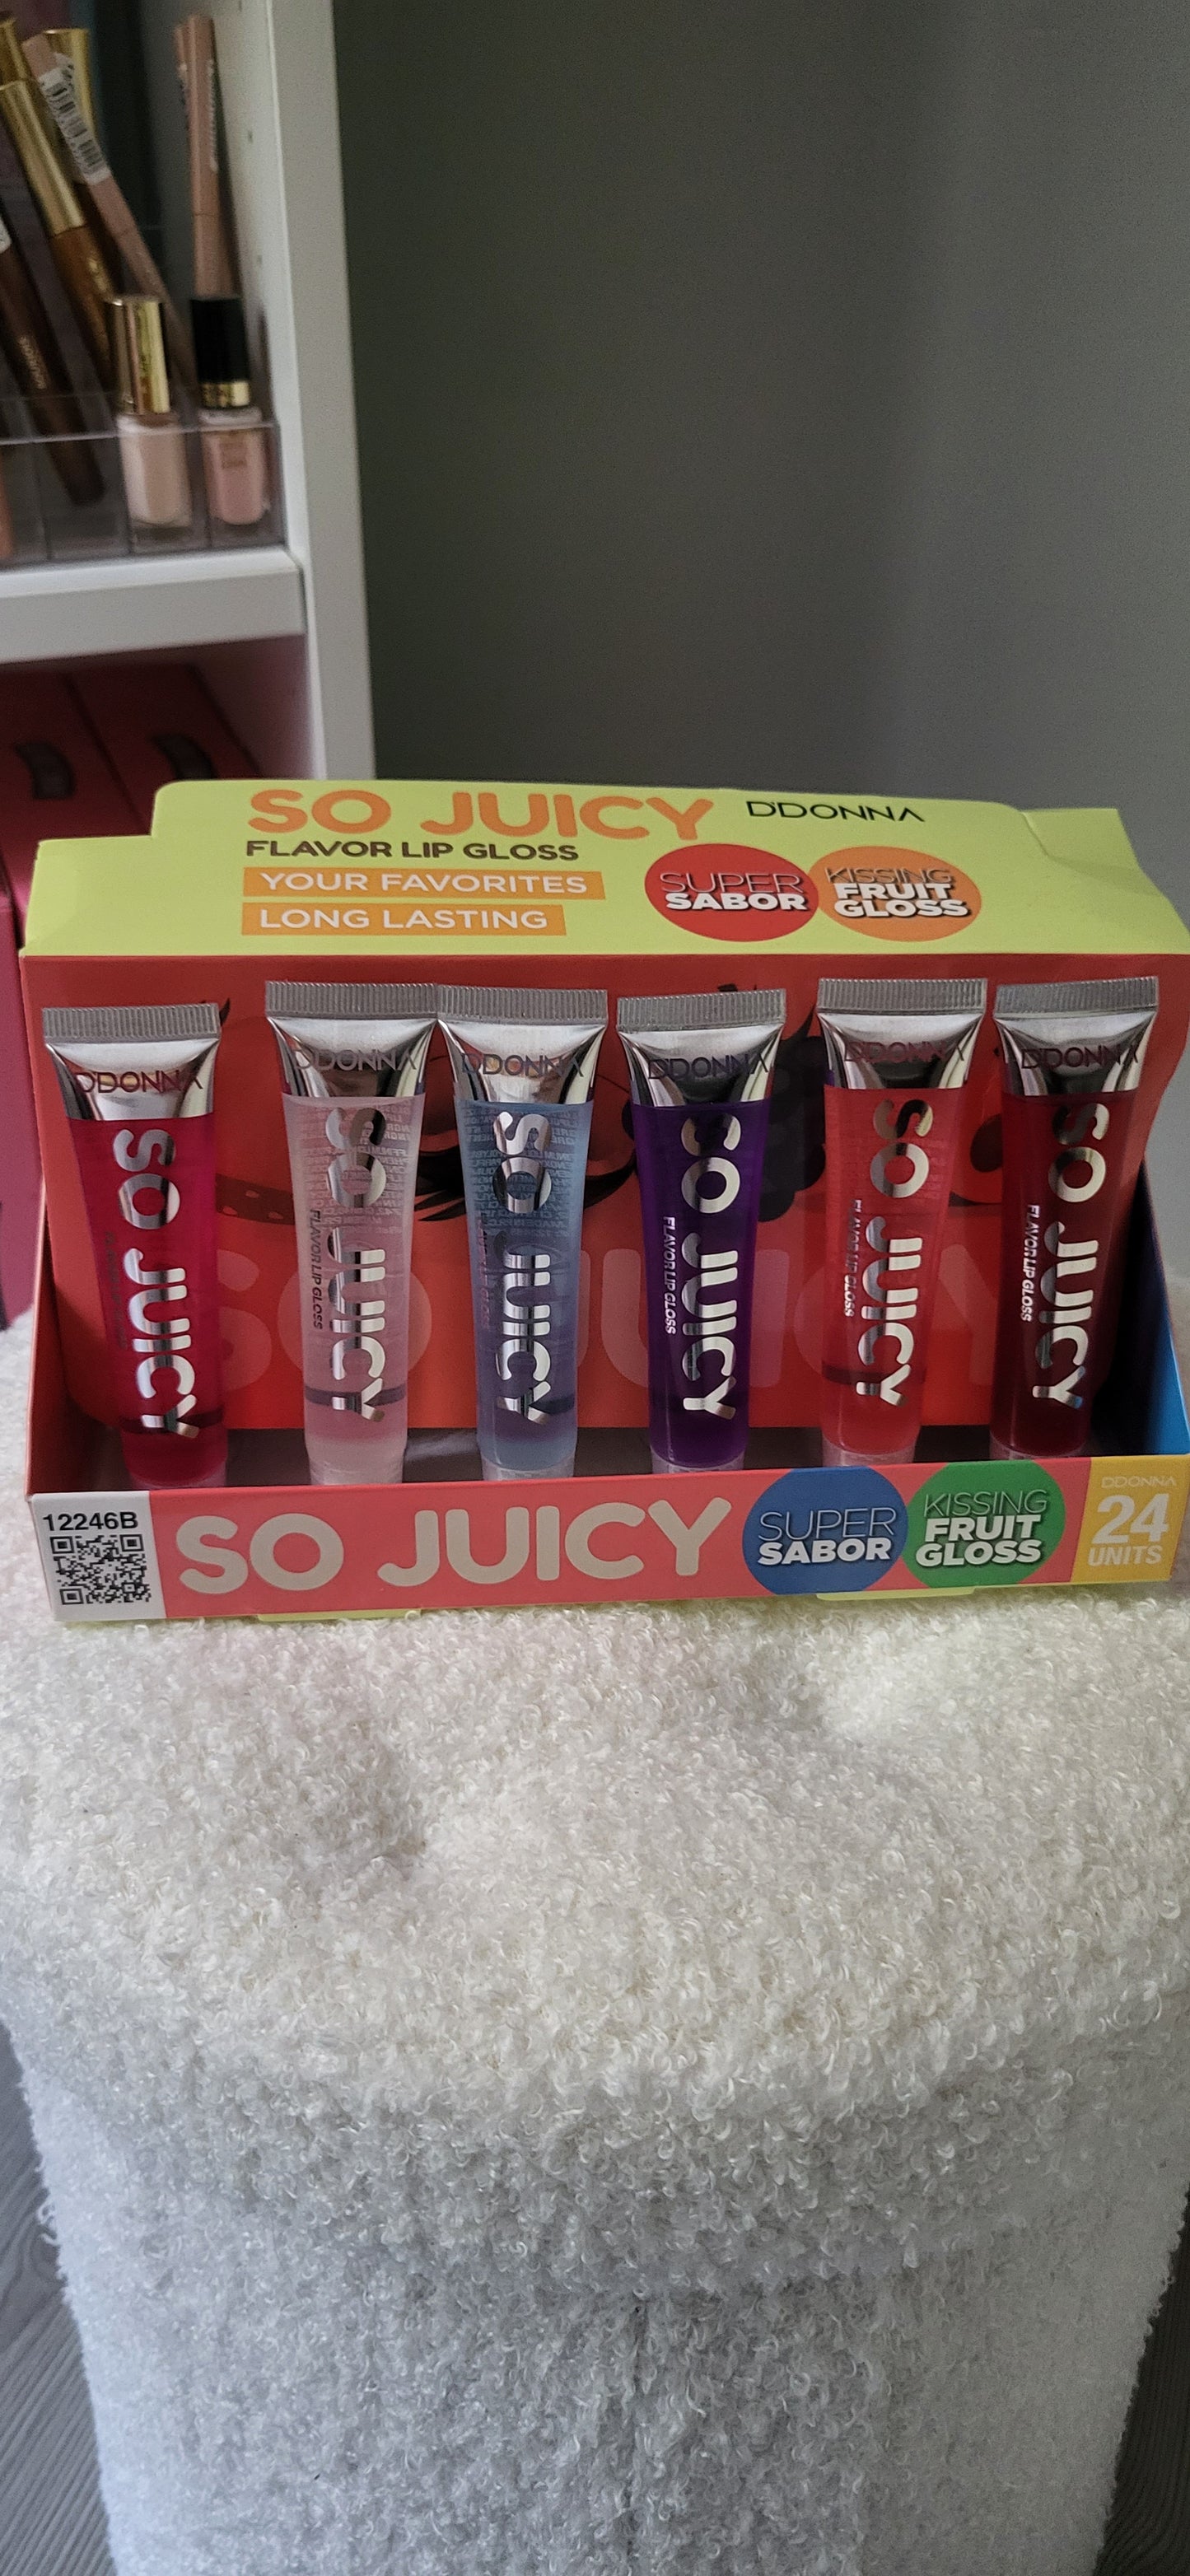 SO JUICY D'DONNA
FLAVOR LIP GLOSS
YOUR FAVORITES
LONG LASTING
SUPER
SABOR
KISSING
FRUIT
GLOSS
D'DONNA
SO JUICY
D'DONNA
SO JUICY
FLAVOR LIP GLOSS
D'DONNA
SO JUICY
D'DONNA
SO JUICY
FLAVOR LIP GLOSS
D'DONNA
SO JUICY
FLAVOR LIP GLOSS
D'DONNA
SO JUICY
FLAVOR LIP GLOSS
SO JUICY
12246B
SO JUICY
SUPER
SABOR
KISSING
FRUIT
GLOSS
D'DONNA
24
UNITS